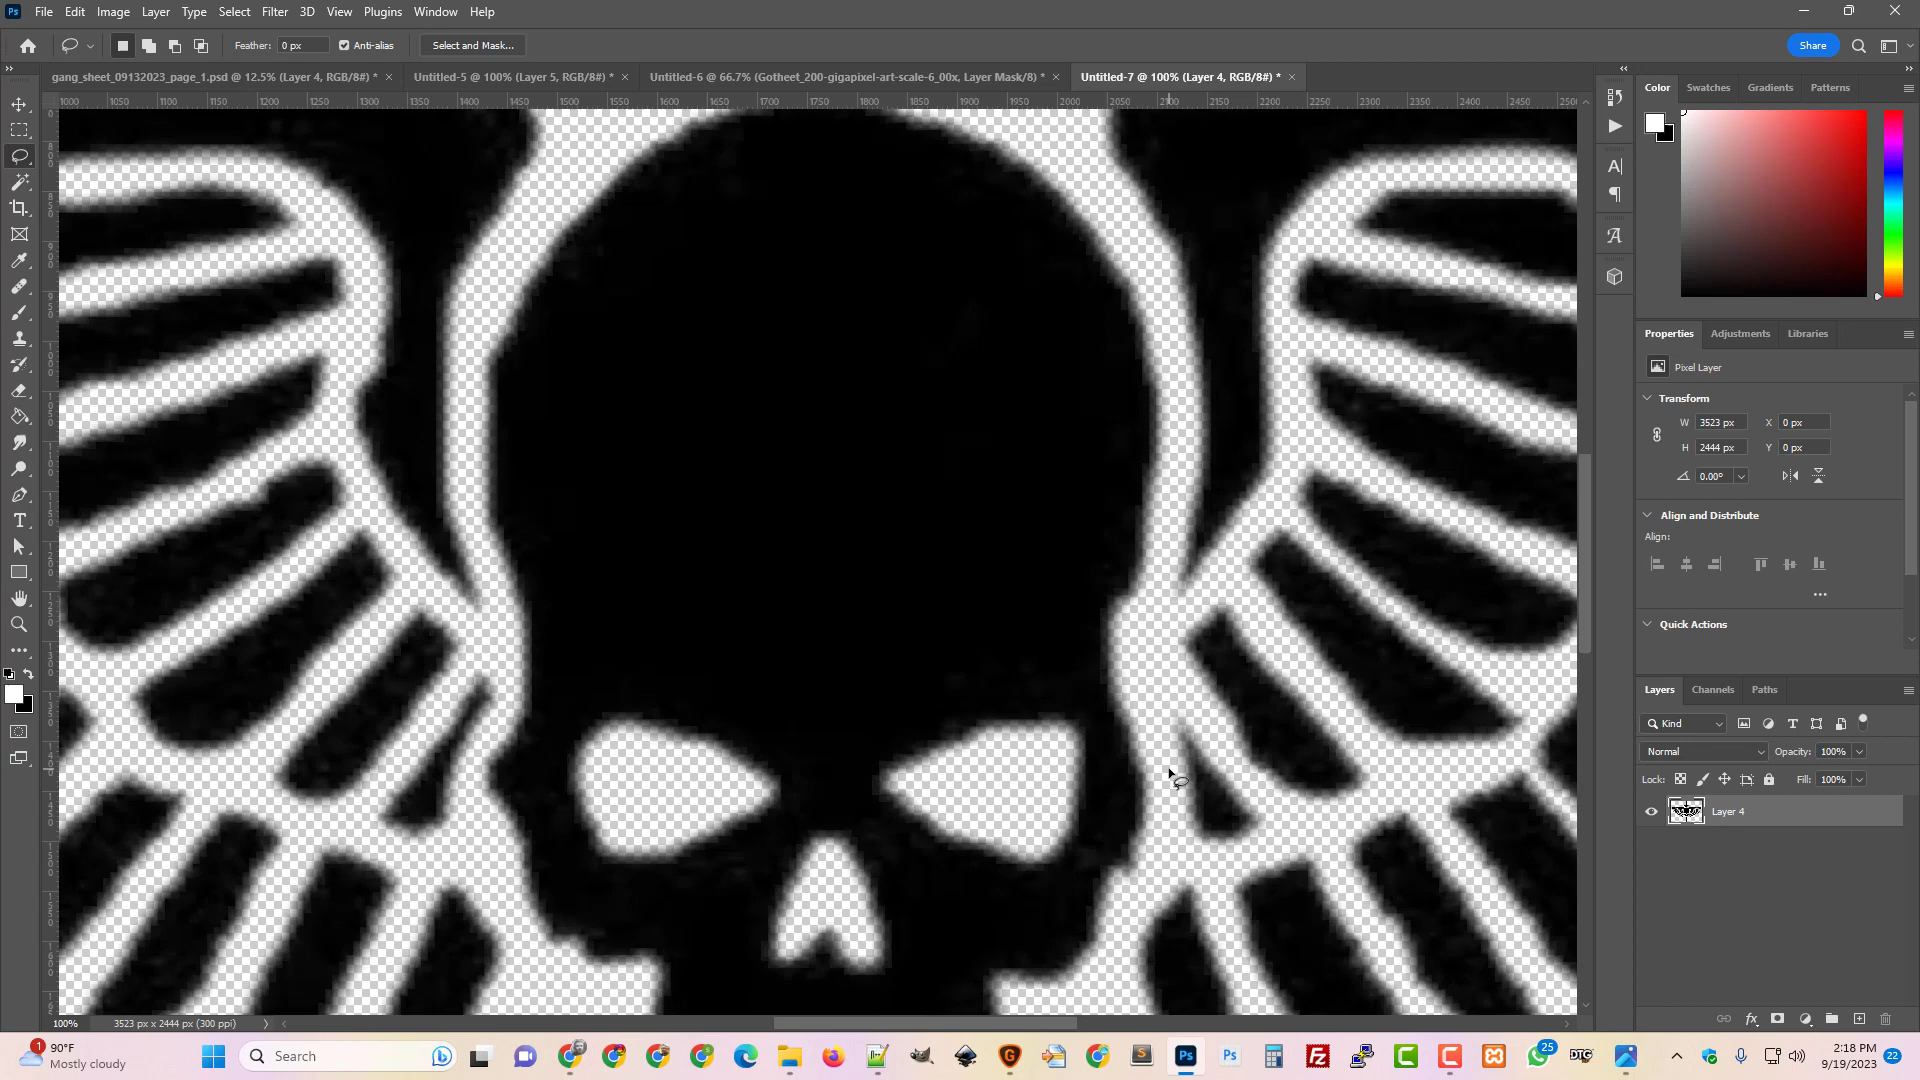 Ps File Edit Image Layer Type Select Filter 3D View Plugins Window Help
Feather: 0 px Anti-alias Select and Mask... Share
gang_sheet_09132023_page_1.psd @ 12.5% (Layer 4, RGB/8#) * Untitled-5 @ 100% (Layer 5, RGB/8#) * Untitled-6 @ 66.7% (Gotheet_200-gigapixel-art-scale-6_00x, Layer Mask/8) * Untitled-7 @ 100% (Layer 4, RGB/8#) *
1000 1050 1100 1150 1200 1250 1300 1350 1400 1450 1500 1550 1600 1650 1700 1750 1800 1850 1900 1950 2000 2050 2100 2150 2200 2250 2300 2350 2400 2450 2500
Color Swatches Gradients Patterns
Properties Adjustments Libraries
Pixel Layer
Transform
W 3523 px X 0 px
H 2444 px Y 0 px
0.00°
Align and Distribute
Align:
Quick Actions
Layers Channels Paths
Kind
Normal Opacity: 100%
Lock: Fill: 100%
Layer 4
100% 3523 px x 2444 px (300 ppi)
90°F
Mostly cloudy
Search
25
DTG
2:18 PM
9/19/2023
22